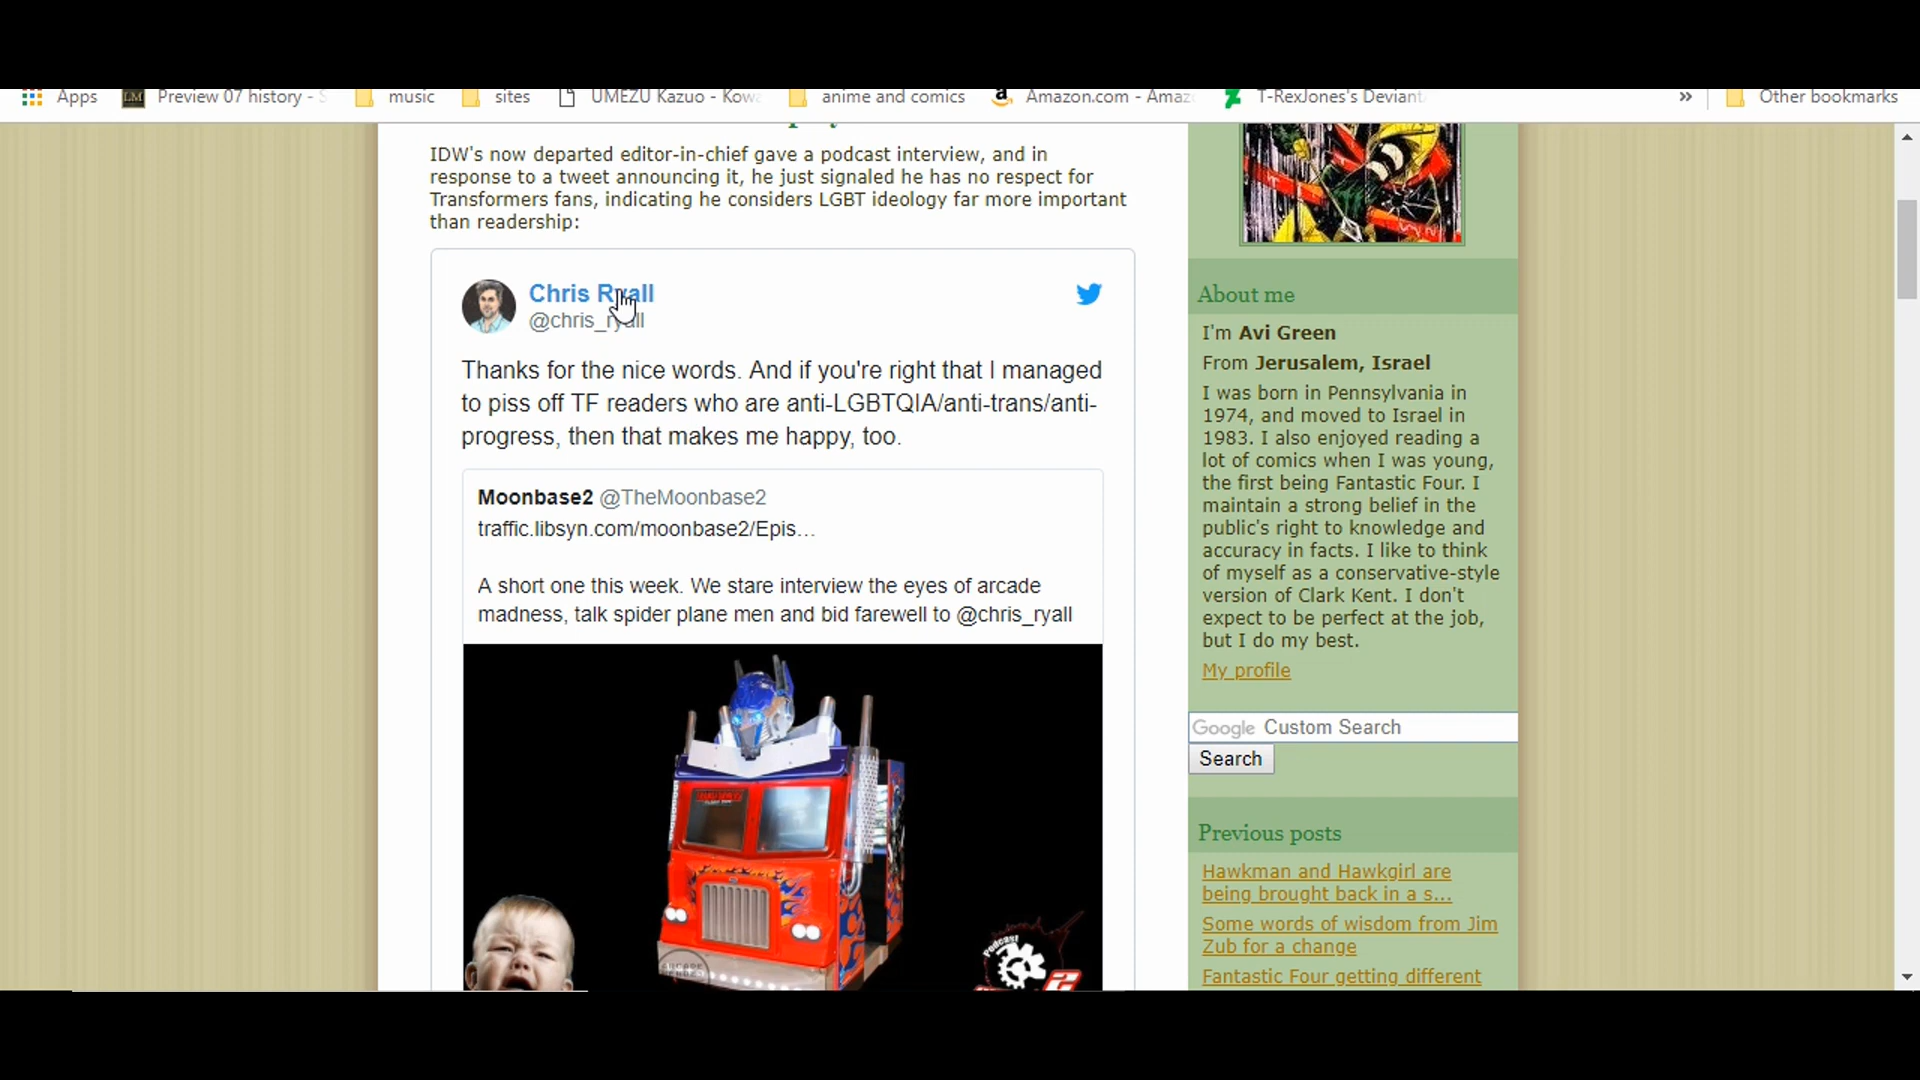 Apps
Preview 07 history -
music
sites
UMEZU Kazuo - Kow
anime and comics
Amazon.com - Amaz
T-RexJones's Deviant
»
Other bookmarks
IDW's now departed editor-in-chief gave a podcast interview, and in
response to a tweet announcing it, he just signaled he has no respect for
Transformers fans, indicating he considers LGBT ideology far more important
than readership:
Chris Ryall
@chris_ryall
Thanks for the nice words. And if you're right that I managed
to piss off TF readers who are anti-LGBTQIA/anti-trans/anti-
progress, then that makes me happy, too.
Moonbase2 @TheMoonbase2
traffic.libsyn.com/moonbase2/Epis…
A short one this week. We stare interview the eyes of arcade
madness, talk spider plane men and bid farewell to @chris_ryall
Podcast
2
About me
I'm Avi Green
From Jerusalem, Israel
I was born in Pennsylvania in
1974, and moved to Israel in
1983. I also enjoyed reading a
lot of comics when I was young,
the first being Fantastic Four. I
maintain a strong belief in the
public's right to knowledge and
accuracy in facts. I like to think
of myself as a conservative-style
version of Clark Kent. I don't
expect to be perfect at the job,
but I do my best.
My profile
Google Custom Search
Search
Previous posts
Hawkman and Hawkgirl are
being brought back in a s...
Some words of wisdom from Jim
Zub for a change
Fantastic Four getting different